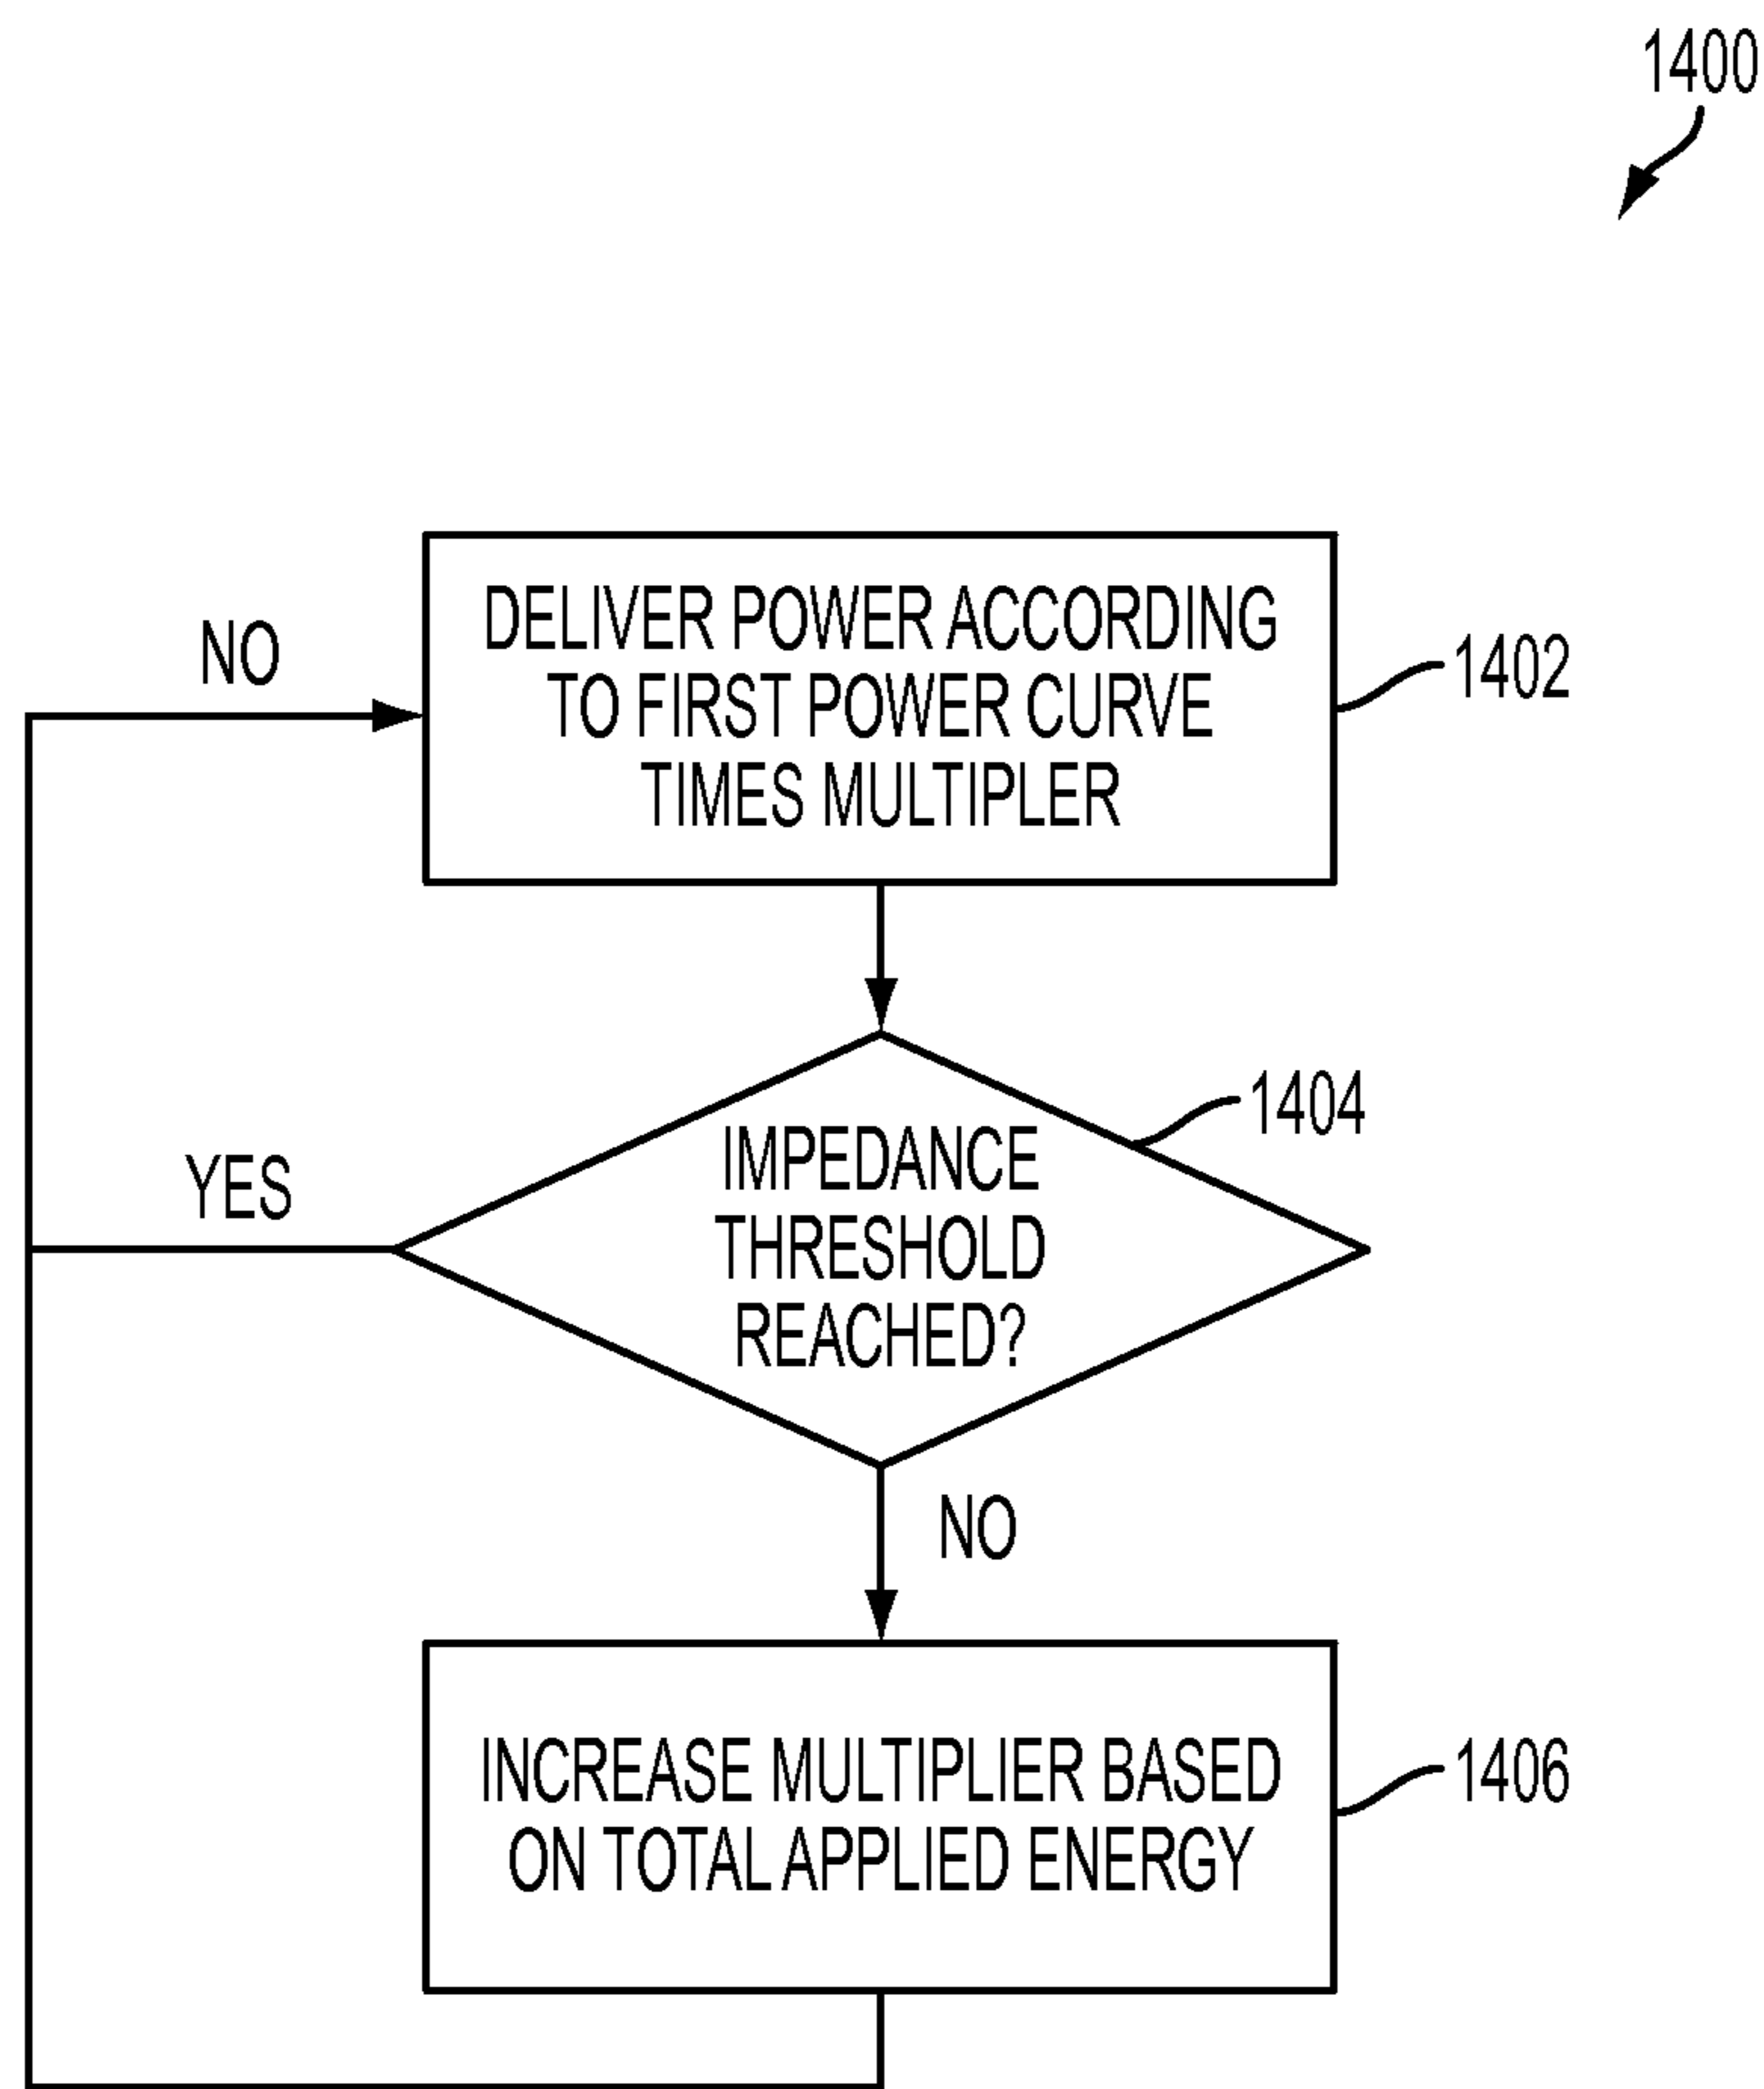 1400
NO
DELIVER POWER ACCORDING
TO FIRST POWER CURVE
TIMES MULTIPLER
1402
1404
YES
IMPEDANCE
THRESHOLD
REACHED?
NO
INCREASE MULTIPLIER BASED
ON TOTAL APPLIED ENERGY
1406